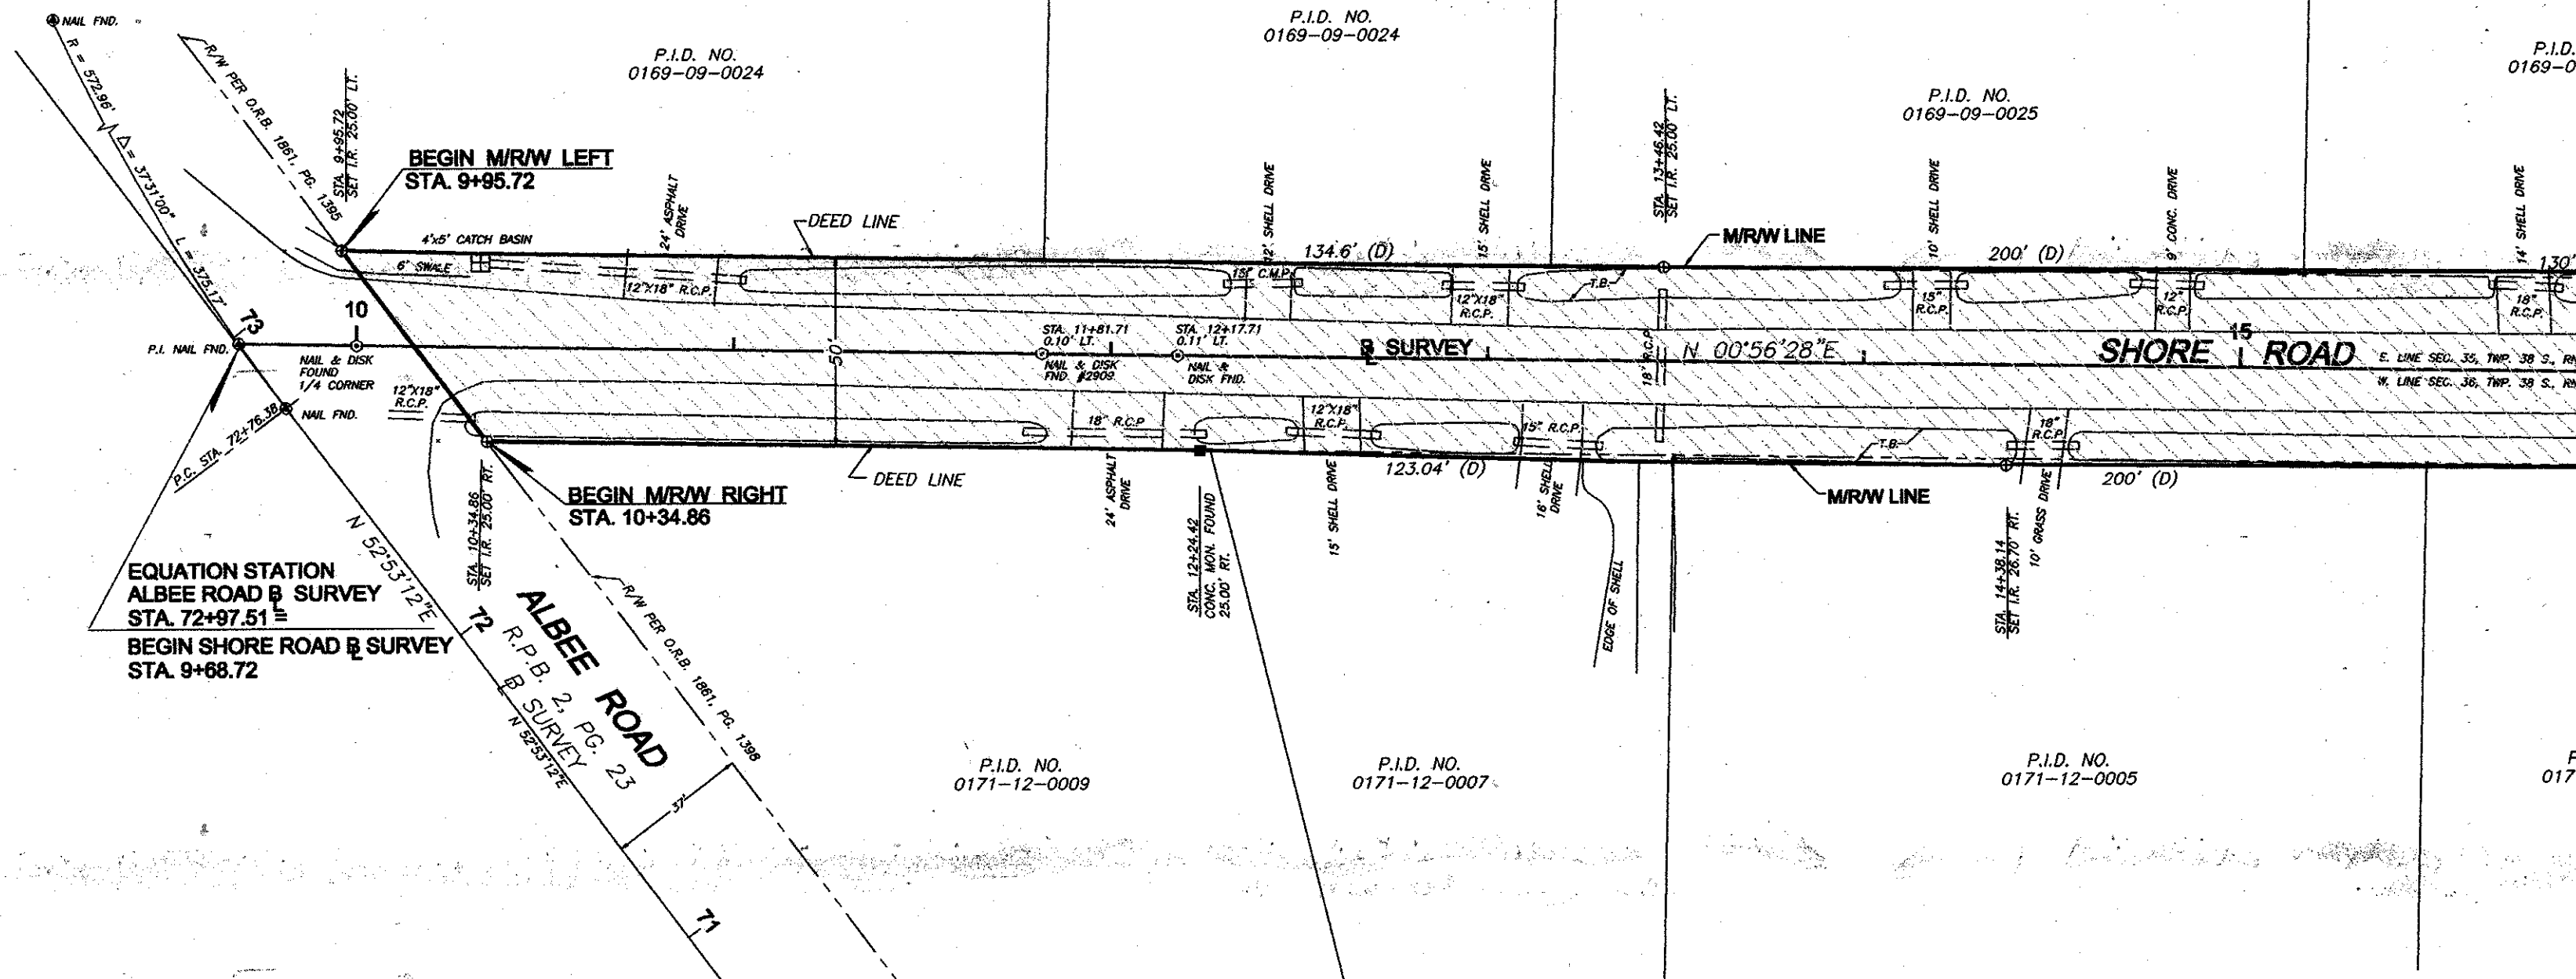 NAIL FND.
R = 572.96'
Δ = 37°31'00"
L = 375.17'
R/W PER O.R.B. 1861, PG. 1395
P.I.D. NO.
0169-09-0024
P.I.D. NO.
0169-09-0024
P.I.D. NO.
0169-09-0025
P.I.D.
0169-0
STA. 9+95.72
SET I.R. 25.00' LT.
BEGIN M/R/W LEFT
STA. 9+95.72
24' ASPHALT
DRIVE
DEED LINE
12' SHELL DRIVE
134.6' (D)
15' SHELL DRIVE
STA. 13+46.42
SET I.R. 25.00' LT.
M/R/W LINE
10' SHELL DRIVE
200' (D)
9' CONC. DRIVE
14' SHELL DRIVE
130'
4'x5' CATCH BASIN
6' SWALE
12"X18" R.C.P.
15" C.M.P.
12"X18"
R.C.P.
T.B.
15"
R.C.P.
12"
R.C.P.
18"
R.C.P.
73
10
P.I. NAIL FND.
NAIL & DISK
FOUND
1/4 CORNER
50'
STA. 11+81.71
0.10' LT.
NAIL & DISK
FND. #2909
STA. 12+17.71
0.11' LT.
NAIL &
DISK FND.
B SURVEY
L
18" R.C.P.
N 00°56'28"E
SHORE ROAD
15
E. LINE SEC. 35, TWP. 38 S., RN
W. LINE SEC. 36, TWP. 38 S., RN
12"X18"
R.C.P.
NAIL FND.
P.C. STA. 72+76.38
18" R.C.P
12"X18"
R.C.P.
15" R.C.P.
T.B.
18"
R.C.P.
DEED LINE
24' ASPHALT
DRIVE
123.04' (D)
15' SHELL DRIVE
16' SHELL
DRIVE
M/R/W LINE
10' GRASS DRIVE
200' (D)
BEGIN M/R/W RIGHT
STA. 10+34.86
STA. 10+34.86
SET I.R. 25.00' RT.
STA. 12+24.42
CONC. MON. FOUND
25.00' RT.
EDGE OF SHELL
STA. 14+38.14
SET I.R. 26.70' RT.
N 52°53'12"E
EQUATION STATION
ALBEE ROAD B SURVEY
L
STA. 72+97.51 =
BEGIN SHORE ROAD B SURVEY
L
STA. 9+68.72
72
ALBEE ROAD
R.P.B. 2, PG. 23
B SURVEY
L
N 52°53'12"E
R/W PER O.R.B. 1861, PG. 1398
71
P.I.D. NO.
0171-12-0009
P.I.D. NO.
0171-12-0007
P.I.D. NO.
0171-12-0005
P
017